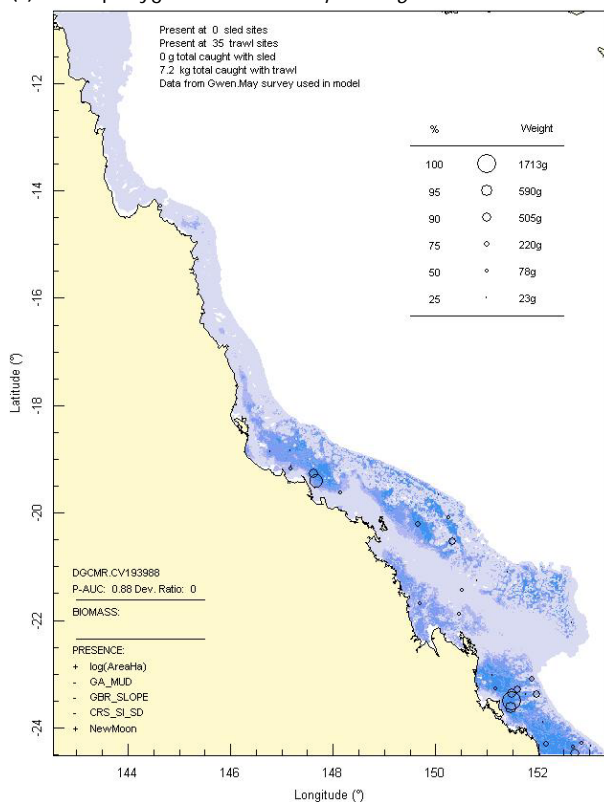 Present at 0 sled sites
Present at 35 trawl sites
0 g total caught with sled
7.2 kg total caught with trawl
Data from Gwen.May survey used in model
% Weight
100 1713g
95 590g
90 505g
75 220g
50 78g
25 23g
-12
-14
-16
-18
-20
-22
-24
Latitude (°)
DGCMR.CV193988
P-AUC: 0.88 Dev. Ratio: 0
BIOMASS:
PRESENCE:
+ log(AreaHa)
- GA_MUD
- GBR_SLOPE
- CRS_SI_SD
+ NewMoon
144 146 148 150 152
Longitude (°)